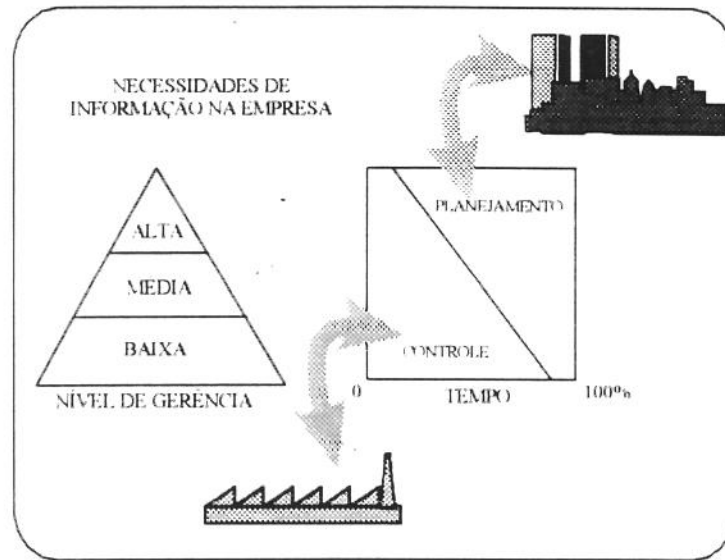 NECESSIDADES DE
INFORMAÇÃO NA EMPRESA
ALTA
MEDIA
BAIXA
NÍVEL DE GERÊNCIA
PLANEJAMENTO
CONTROLE
0
TEMPO
100%